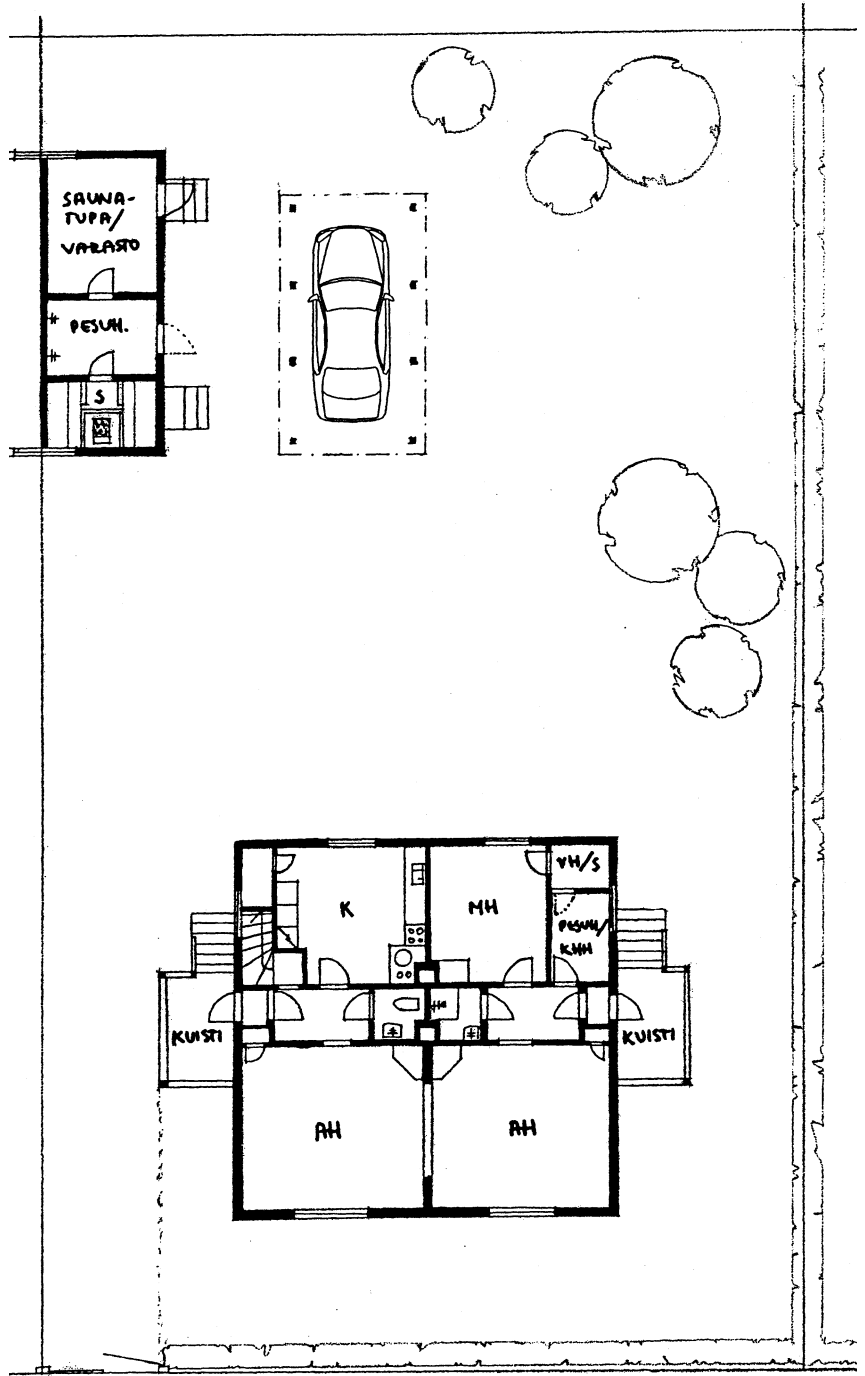 SAUNA-
TUPA/
VARASTO
PESUH.
S
K
MH
VH/S
PESUH/
KHH
KUISTI
KUISTI
AH
AH